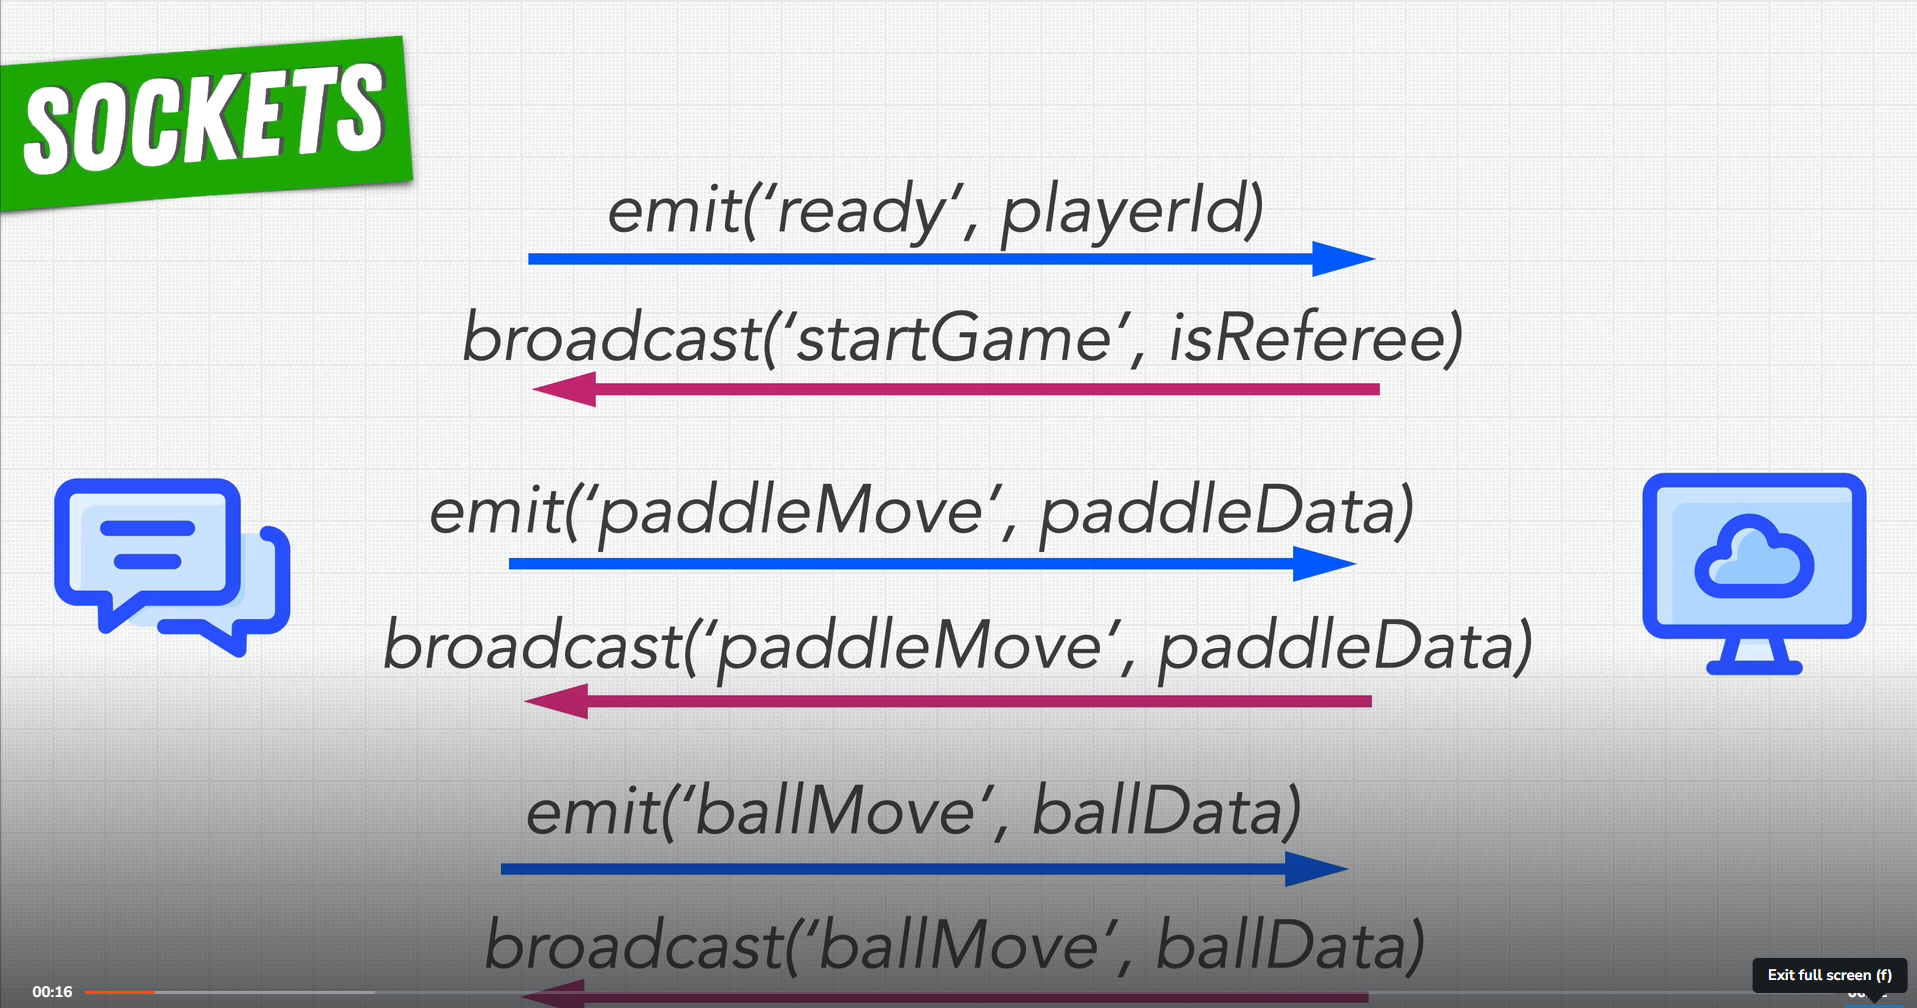 SOCKETS
emit(‘ready’, playerId)
broadcast(‘startGame’, isReferee)
emit(‘paddleMove’, paddleData)
broadcast(‘paddleMove’, paddleData)
emit(‘ballMove’, ballData)
broadcast(‘ballMove’, ballData)
Exit full screen (f)
00:16